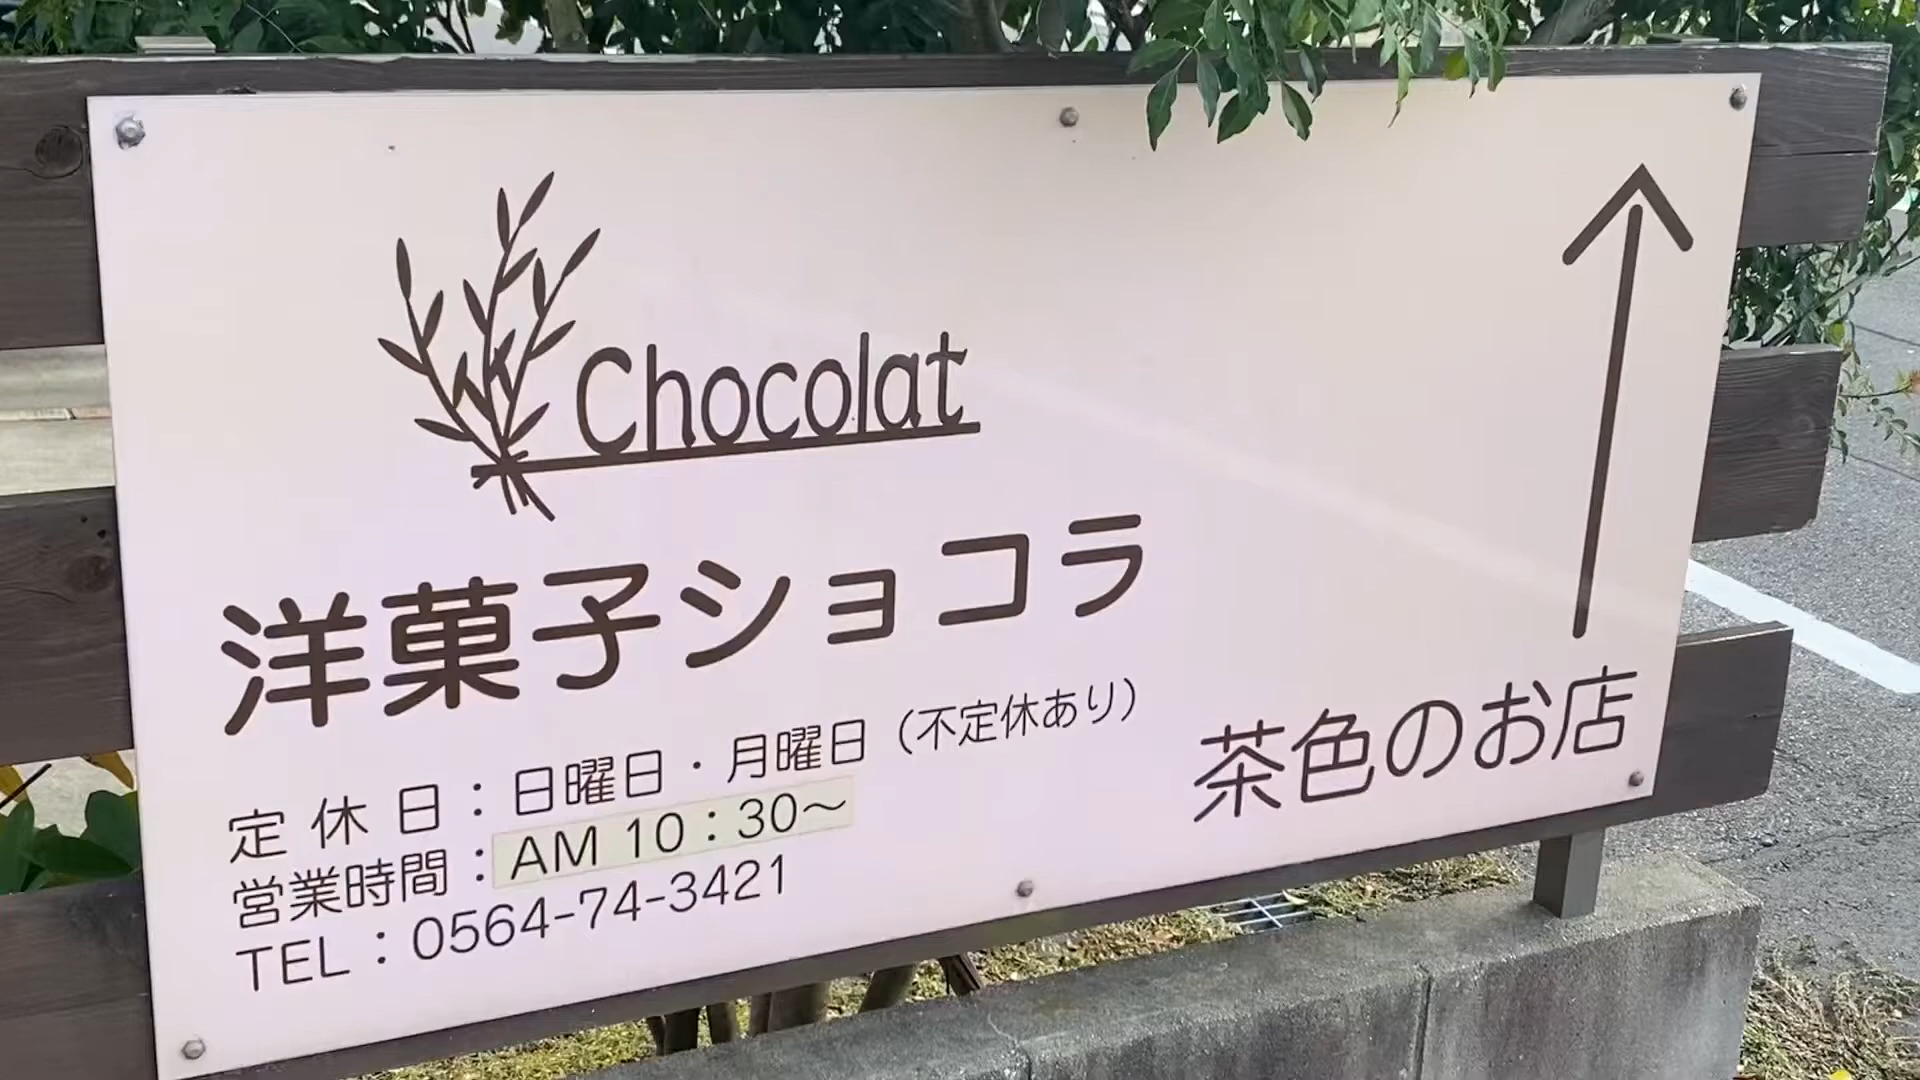 Chocolat
洋菓子ショコラ
定休日：日曜日・月曜日（不定休あり）
営業時間：AM 10：30～
TEL：0564-74-3421
茶色のお店